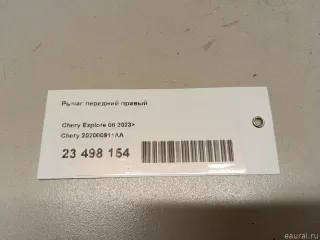 Рычаг передний правый
Chery Explore 06 2023>
Chery 202000911AA
23 498 154
eaural.ru